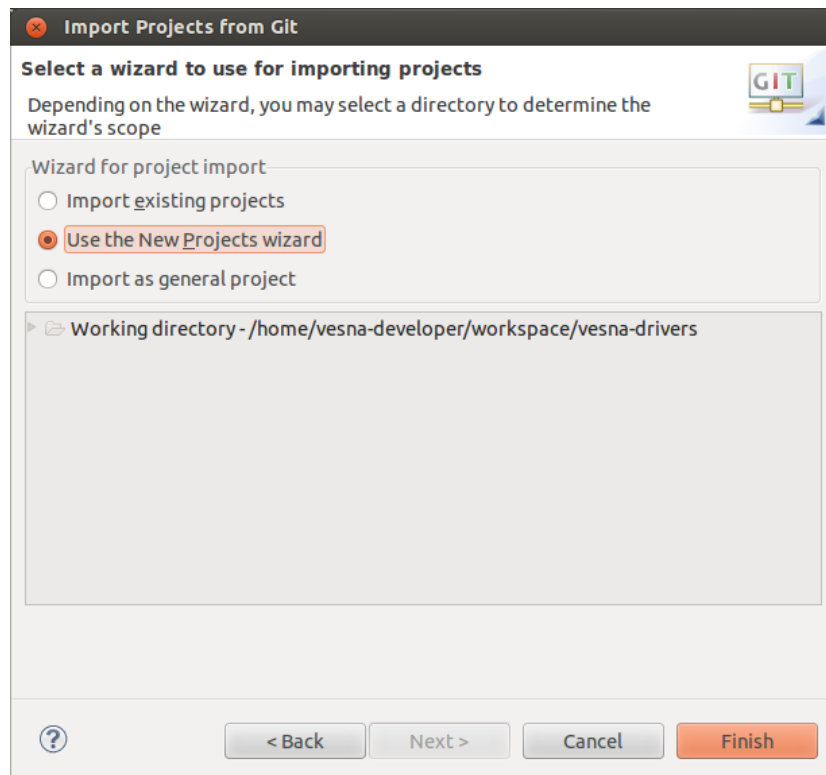 Import Projects from Git
Select a wizard to use for importing projects
Depending on the wizard, you may select a directory to determine the
wizard's scope
GIT
Wizard for project import
Import existing projects
Use the New Projects wizard
Import as general project
Working directory - /home/vesna-developer/workspace/vesna-drivers
?
< Back
Next >
Cancel
Finish